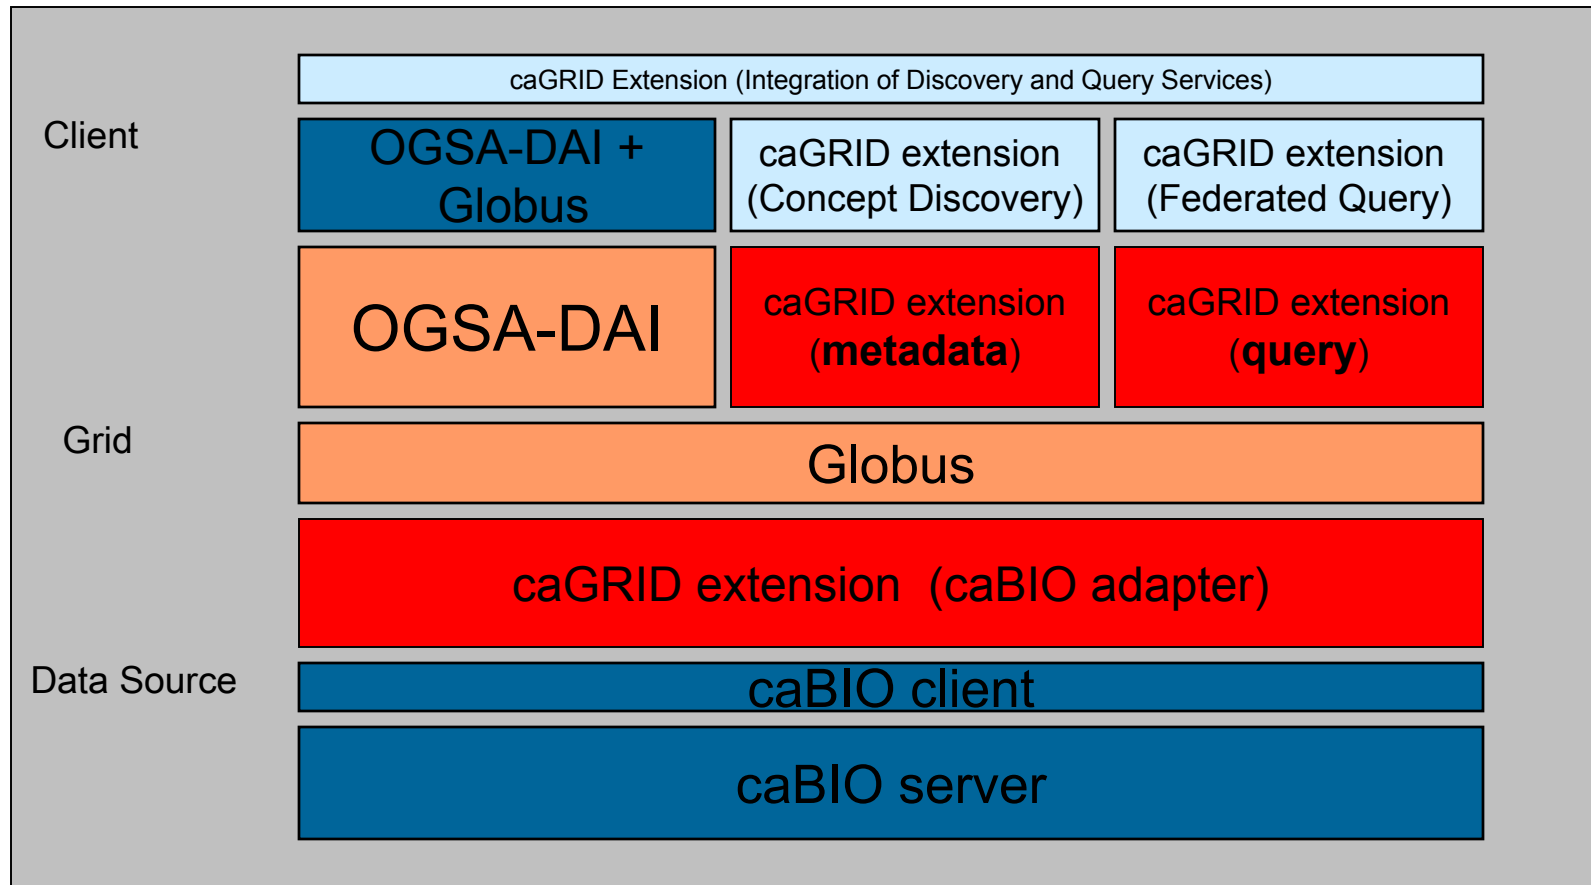 caGRID Extension (Integration of Discovery and Query Services)
Client
OGSA-DAI +
Globus
caGRID extension
(Concept Discovery)
caGRID extension
(Federated Query)
OGSA-DAI
caGRID extension
(metadata)
caGRID extension
(query)
Grid
Globus
caGRID extension (caBIO adapter)
Data Source
caBIO client
caBIO server